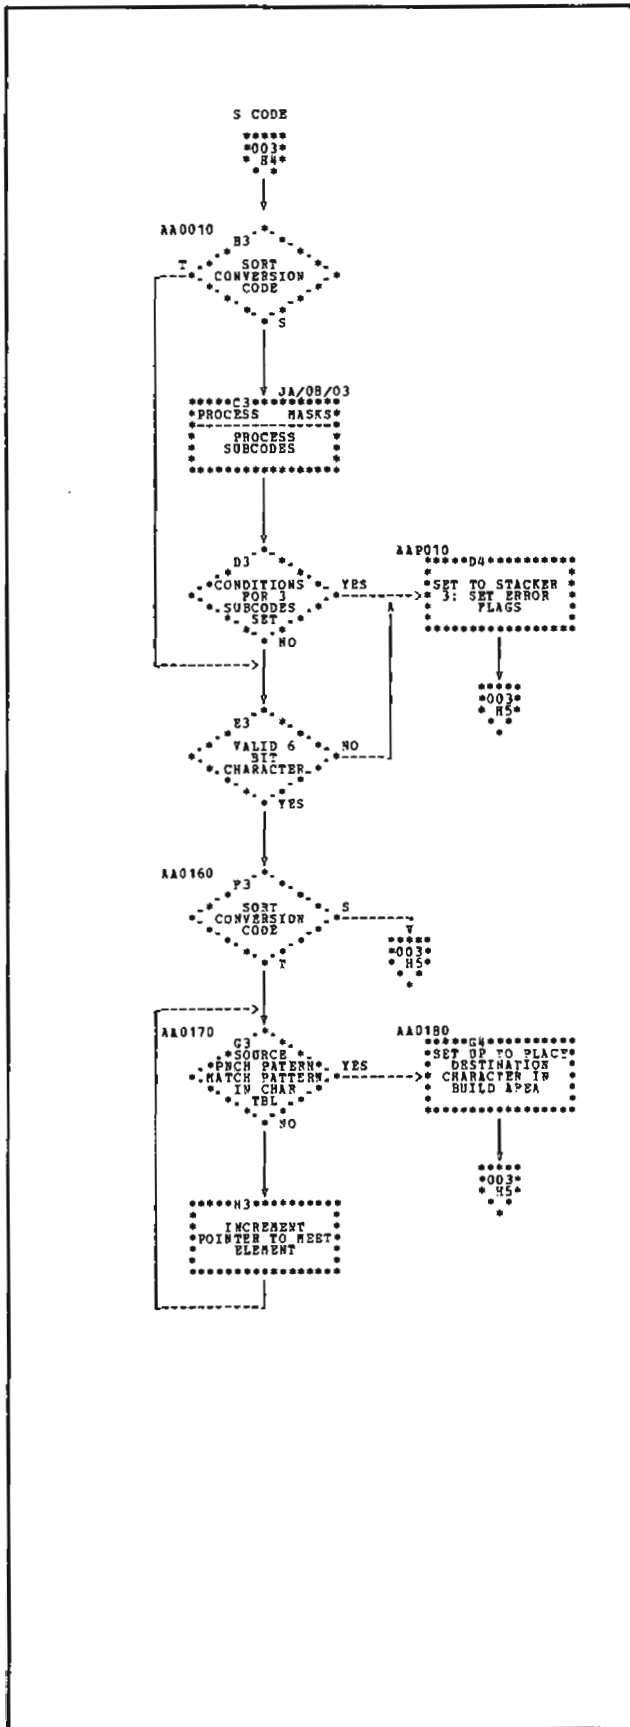 S CODE
003
H4
AA0010
B3
T
SORT
CONVERSION
CODE
S
JA/08/03
C3
PROCESS MASKS
PROCESS
SUBCODES
D3
CONDITIONS
FOR 3
SUBCODES
SET
YES
NO
AAP010
D4
SET TO STACKER
3: SET ERROR
FLAGS
003
H5
E3
VALID 6
BIT
CHARACTER
NO
YES
AA0160
F3
SORT
CONVERSION
CODE
S
T
003
H5
AA0170
G3
SOURCE
PNCH PATERN
MATCH PATTERN
IN CHAR
TBL
YES
NO
AA0180
G4
SET UP TO PLACE
DESTINATION
CHARACTER IN
BUILD AREA
003
H5
H3
INCREMENT
POINTER TO MEET
ELEMENT